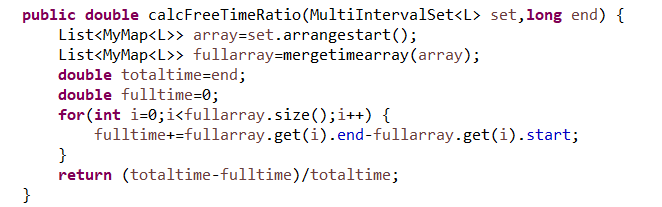 public double calcFreeTimeRatio(MultiIntervalSet<L> set,long end) {
    List<MyMap<L>> array=set.arrangestart();
    List<MyMap<L>> fullarray=mergetimearray(array);
    double totaltime=end;
    double fulltime=0;
    for(int i=0;i<fullarray.size();i++) {
        fulltime+=fullarray.get(i).end-fullarray.get(i).start;
    }
    return (totaltime-fulltime)/totaltime;
}